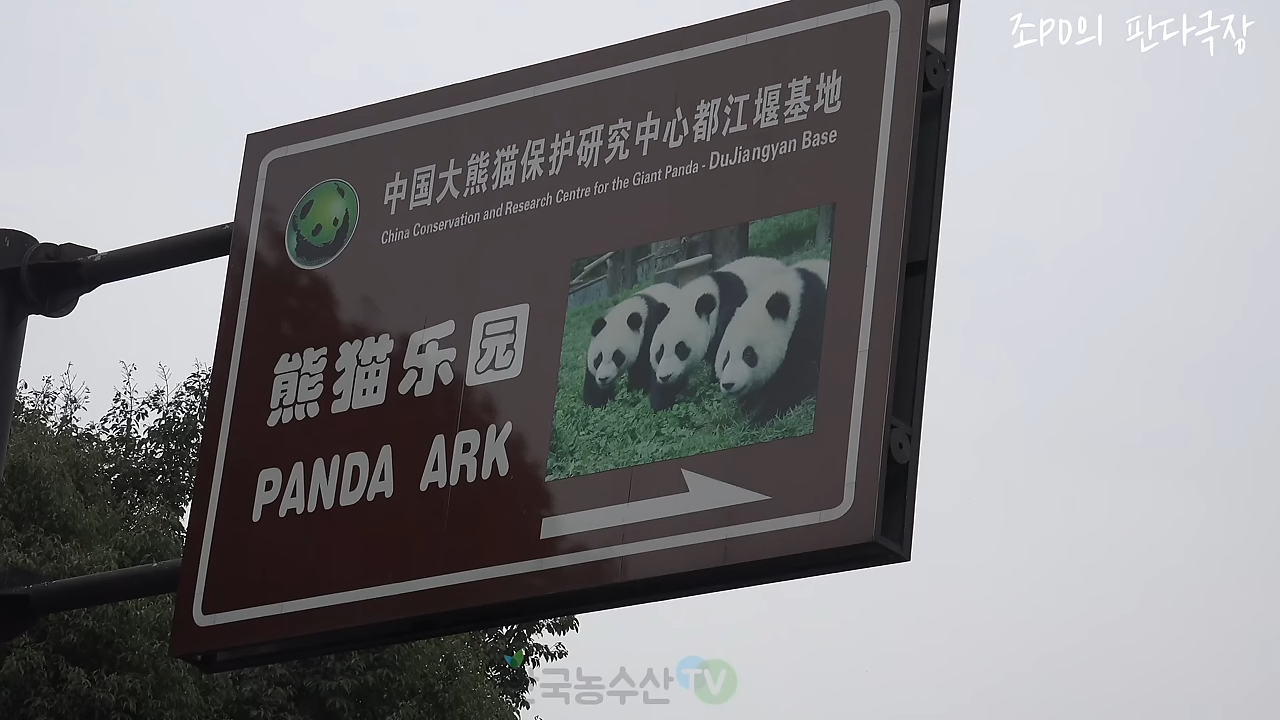 조PD의 판다극장
中国大熊猫保护研究中心都江堰基地
China Conservation and Research Centre for the Giant Panda - DuJiangyan Base
熊猫乐园
PANDA ARK
국농수산TV